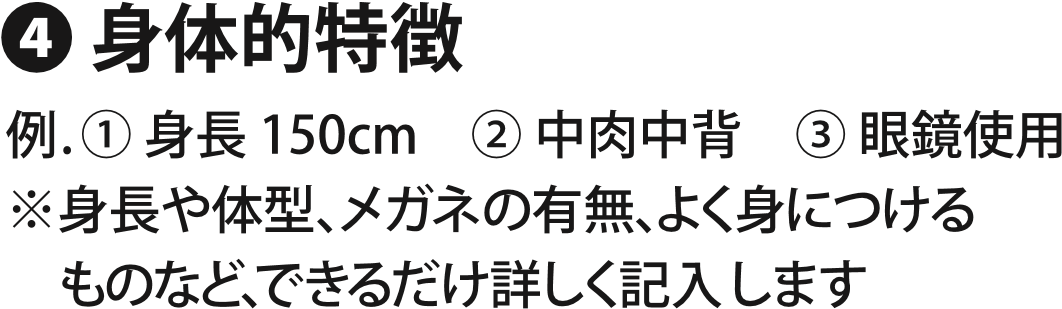 ❹ 身体的特徴
例.① 身長 150cm　② 中肉中背　③ 眼鏡使用
※身長や体型、メガネの有無、よく身につける
ものなど、できるだけ詳しく記入します